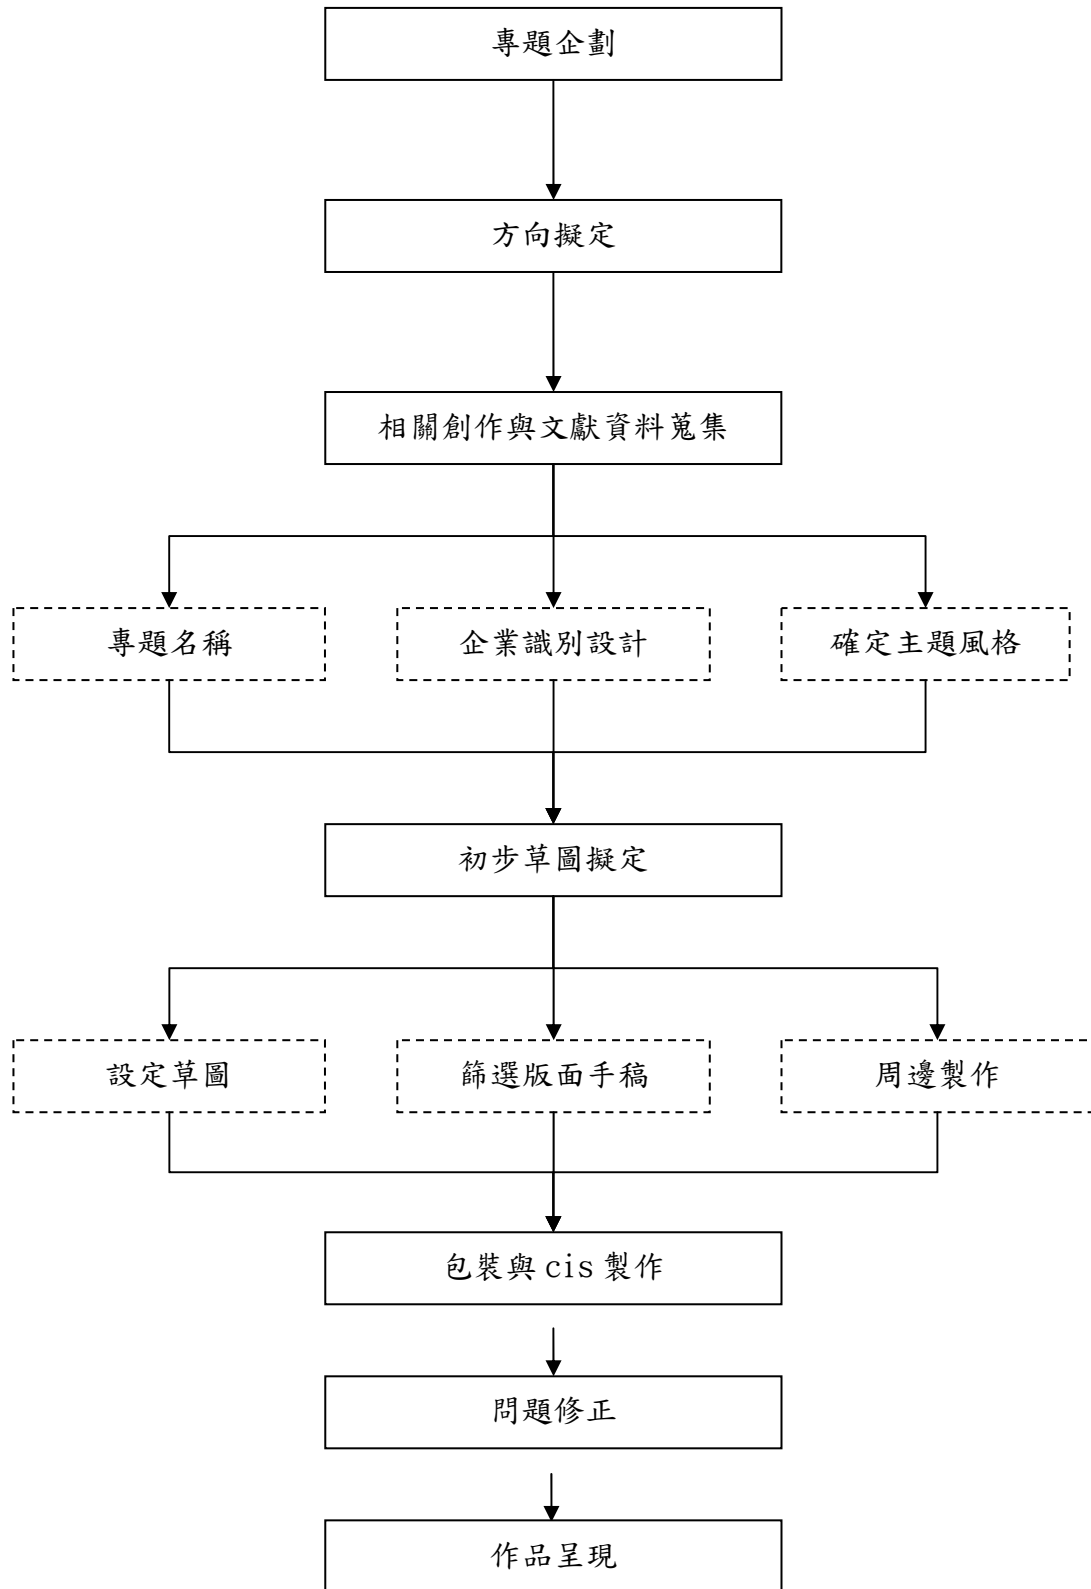 專題企劃
方向擬定
相關創作與文獻資料蒐集
專題名稱
企業識別設計
確定主題風格
初步草圖擬定
設定草圖
篩選版面手稿
周邊製作
包裝與 cis 製作
問題修正
作品呈現